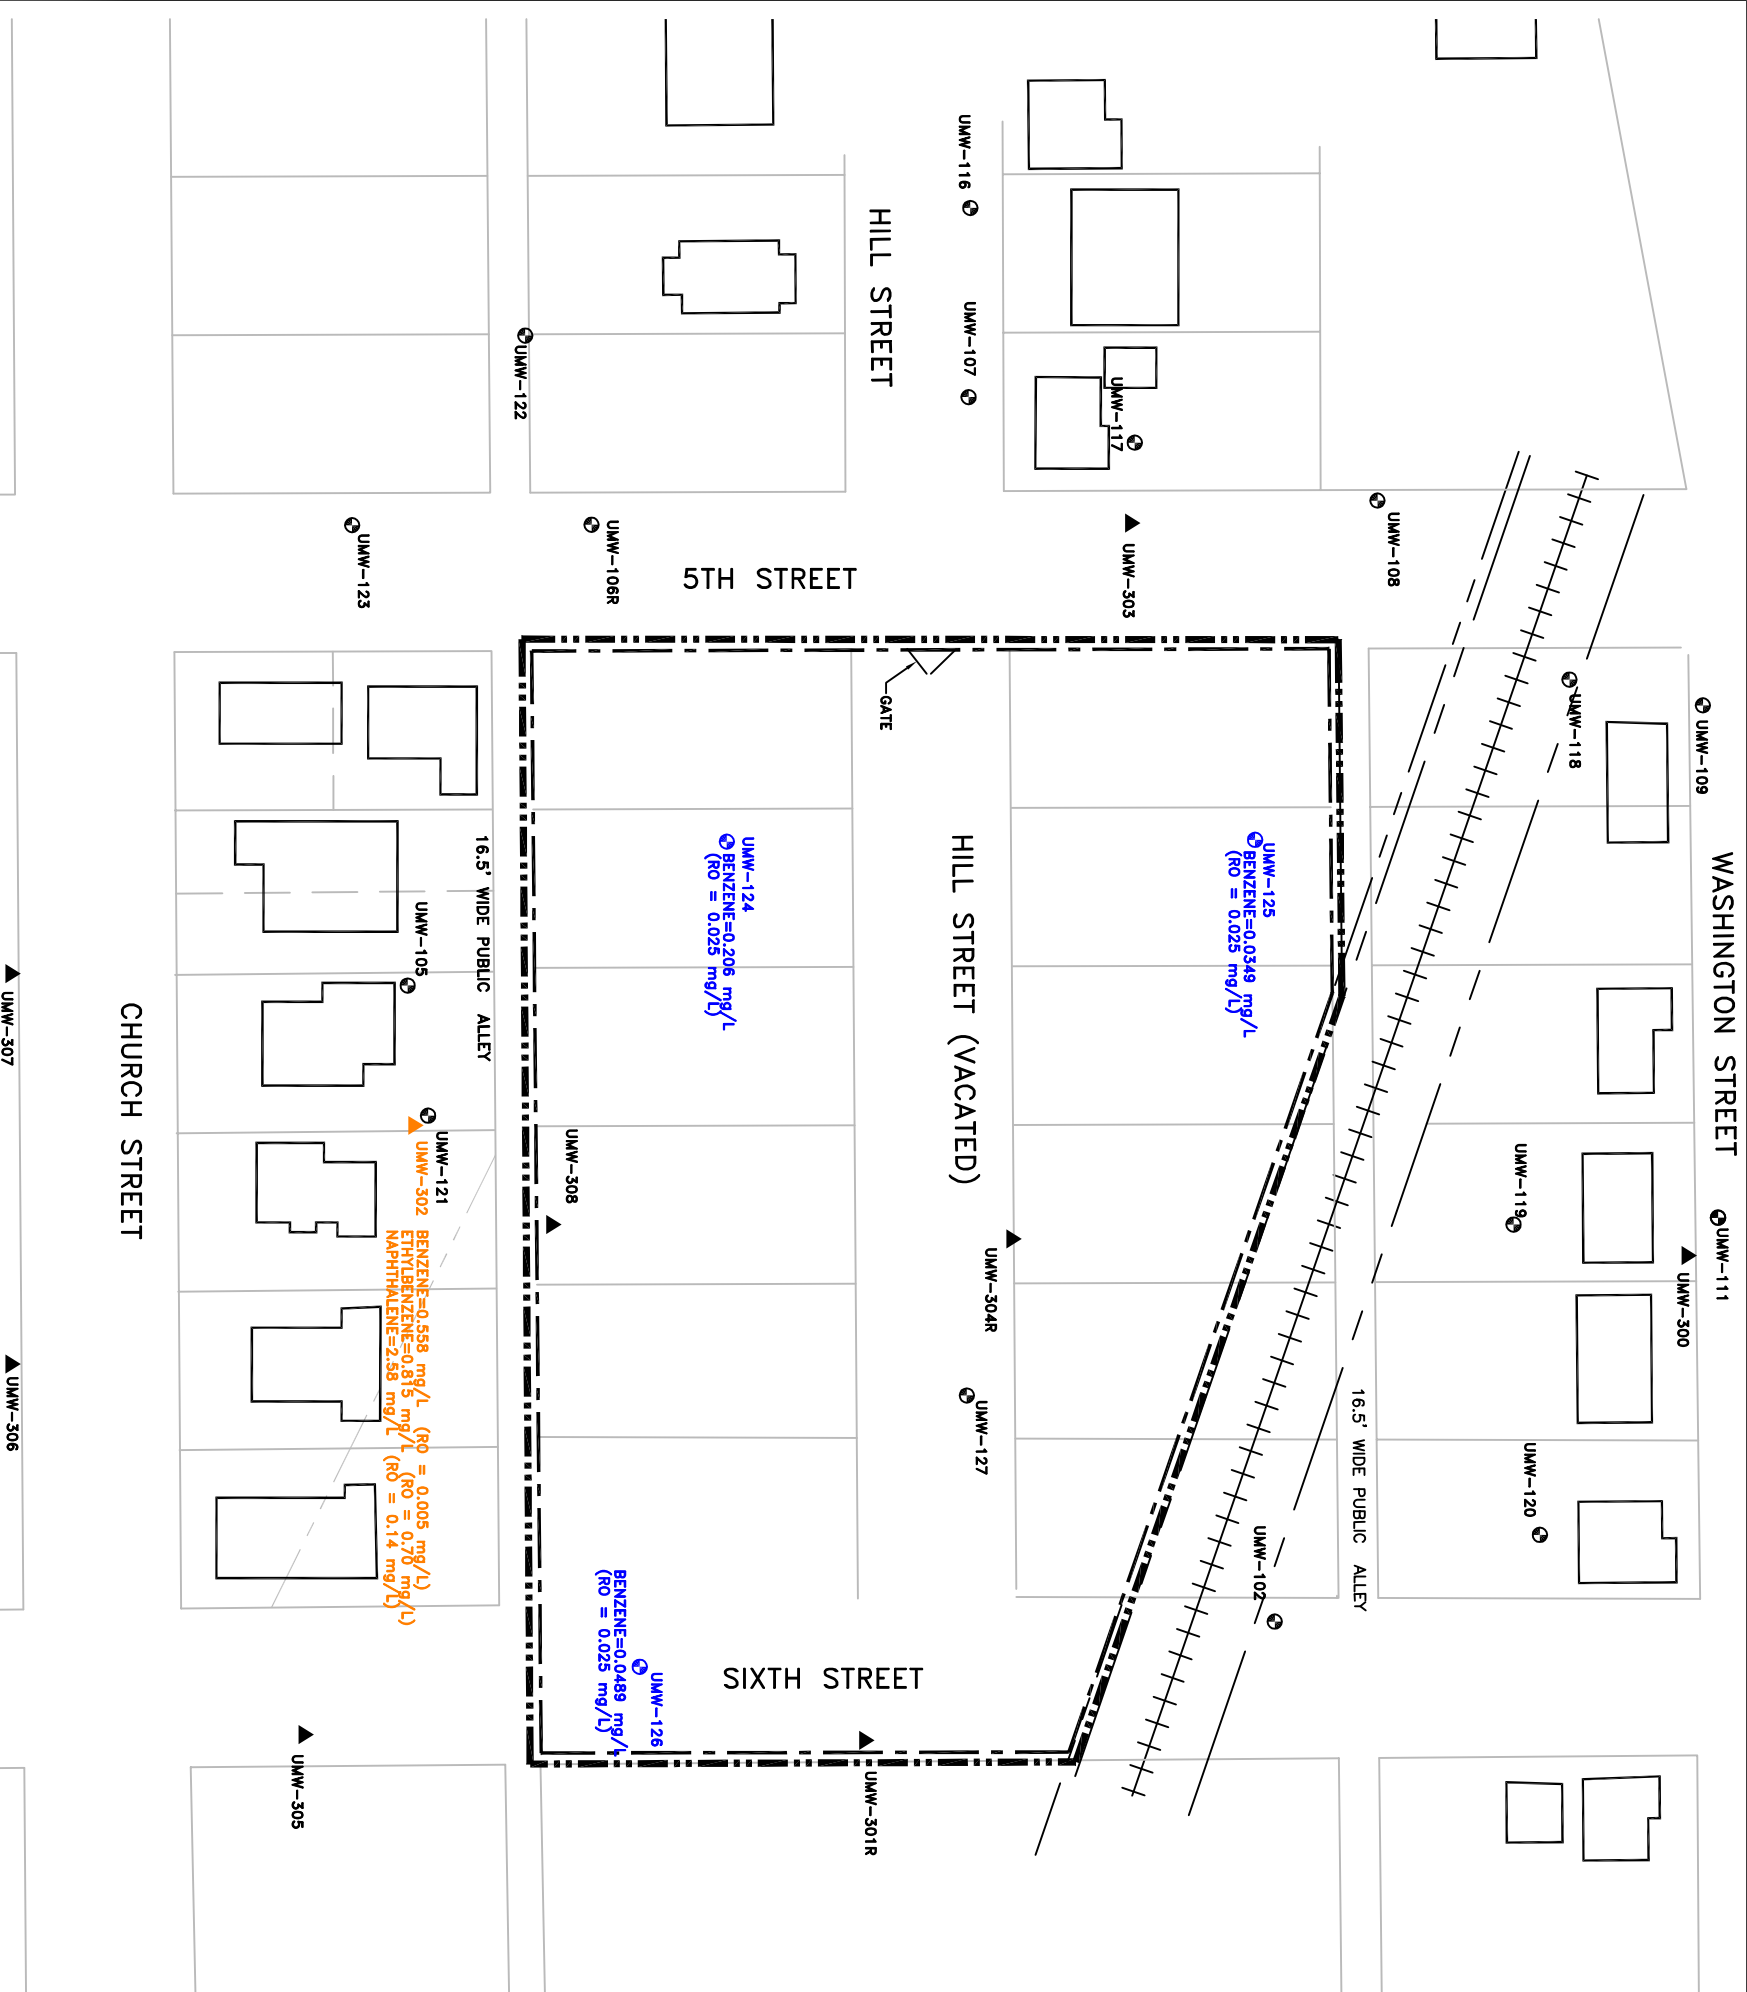 UMW-116
HILL STREET
UMW-107
UMW-122
UMW-117
UMW-123
UMW-106R
5TH STREET
UMW-303
UMW-108
GATE
UMW-118
UMW-109
16.5' WIDE PUBLIC ALLEY
UMW-105
UMW-124
BENZENE=0.206 mg/L
(RO = 0.025 mg/L)
HILL STREET (VACATED)
UMW-125
BENZENE=0.0349 mg/L
(RO = 0.025 mg/L)
WASHINGTON STREET
UMW-307
CHURCH STREET
UMW-121
UMW-302
BENZENE=0.558 mg/L (RO = 0.005 mg/L)
ETHYLBENZENE=0.815 mg/L (RO = 0.70 mg/L)
NAPHTHALENE=2.58 mg/L (RO = 0.14 mg/L)
UMW-308
UMW-304R
UMW-119
UMW-111
UMW-300
UMW-306
UMW-127
16.5' WIDE PUBLIC ALLEY
UMW-120
UMW-102
UMW-126
BENZENE=0.0489 mg/L
(RO = 0.025 mg/L)
SIXTH STREET
UMW-305
UMW-301R